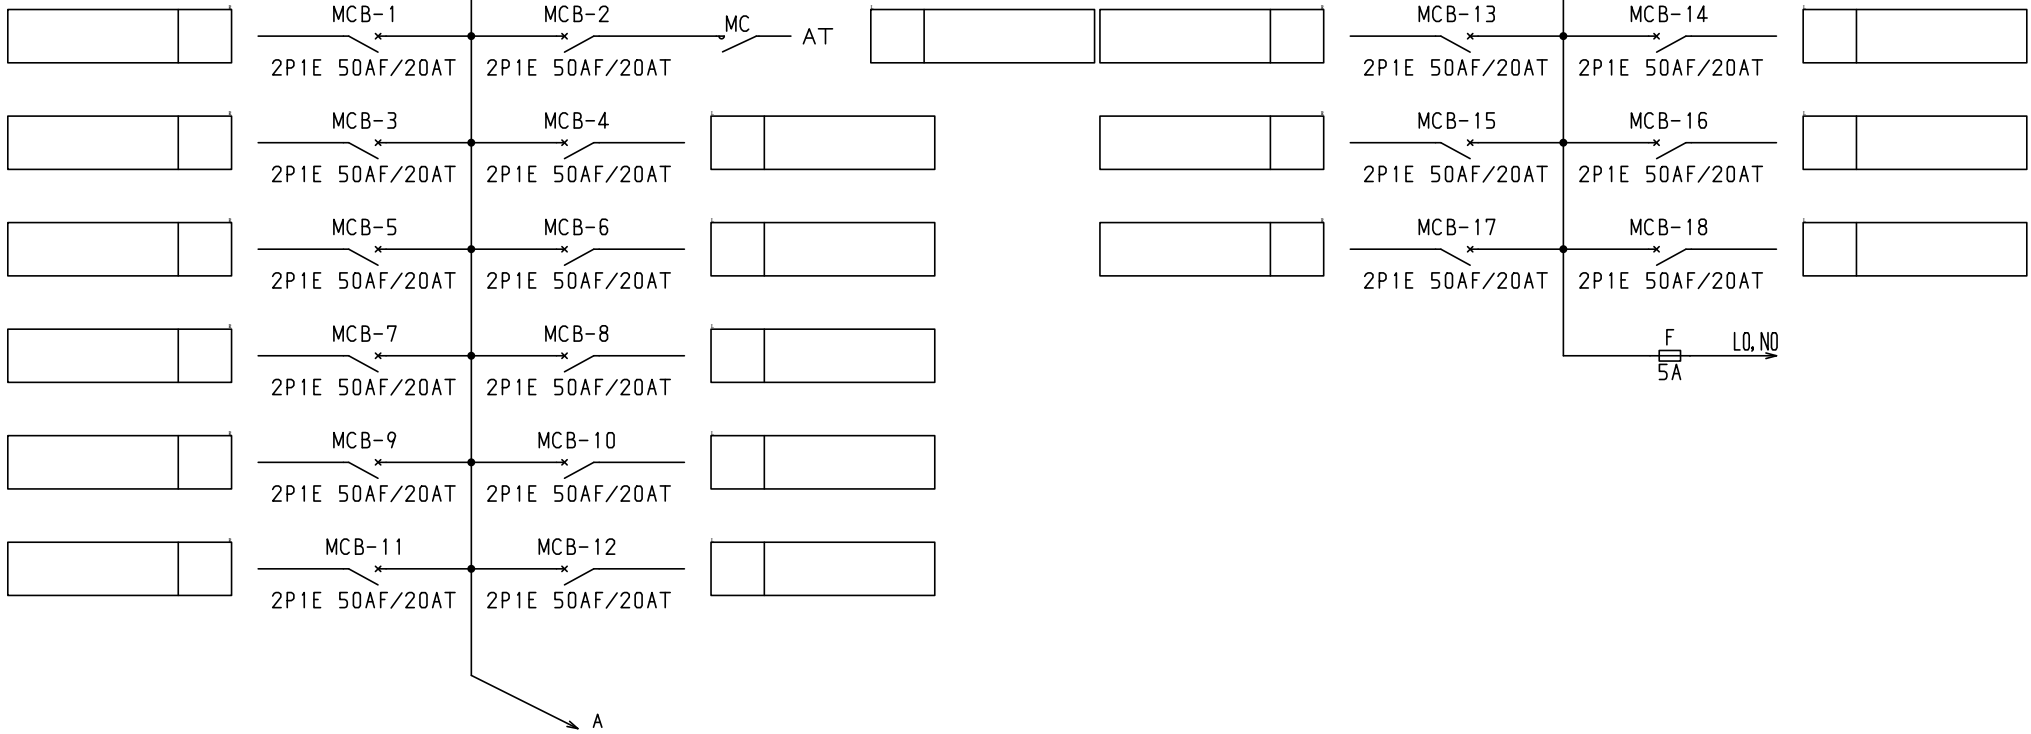 MCB-1 MCB-2 MC AT
2P1E 50AF/20AT 2P1E 50AF/20AT
MCB-3 MCB-4
2P1E 50AF/20AT 2P1E 50AF/20AT
MCB-5 MCB-6
2P1E 50AF/20AT 2P1E 50AF/20AT
MCB-7 MCB-8
2P1E 50AF/20AT 2P1E 50AF/20AT
MCB-9 MCB-10
2P1E 50AF/20AT 2P1E 50AF/20AT
MCB-11 MCB-12
2P1E 50AF/20AT 2P1E 50AF/20AT
A
MCB-13 MCB-14
2P1E 50AF/20AT 2P1E 50AF/20AT
MCB-15 MCB-16
2P1E 50AF/20AT 2P1E 50AF/20AT
MCB-17 MCB-18
2P1E 50AF/20AT 2P1E 50AF/20AT
F L0,N0
5A